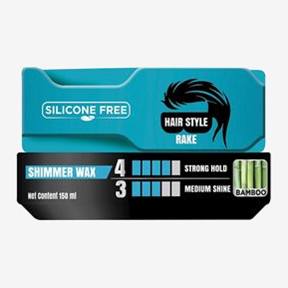 SILICONE FREE
HAIR STYLE
RAKE
SHIMMER WAX
4 STRONG HOLD
Net Content 150 ml
3 MEDIUM SHINE
BAMBOO